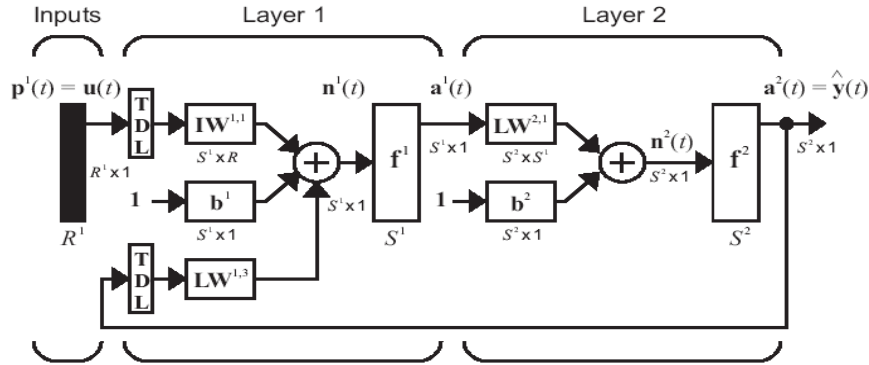 Inputs Layer 1 Layer 2
p¹(t) = u(t) n¹(t) a¹(t) a²(t) = ŷ(t)
TDL IW¹,¹ f¹ LW²,¹ n²(t) f²
R¹ x 1 S¹ x R S¹ x 1 S¹ x 1 S² x S¹ S² x 1 S² x 1
1 b¹ 1 b²
R¹ S¹ x 1 S¹ S² x 1 S²
TDL LW¹,³